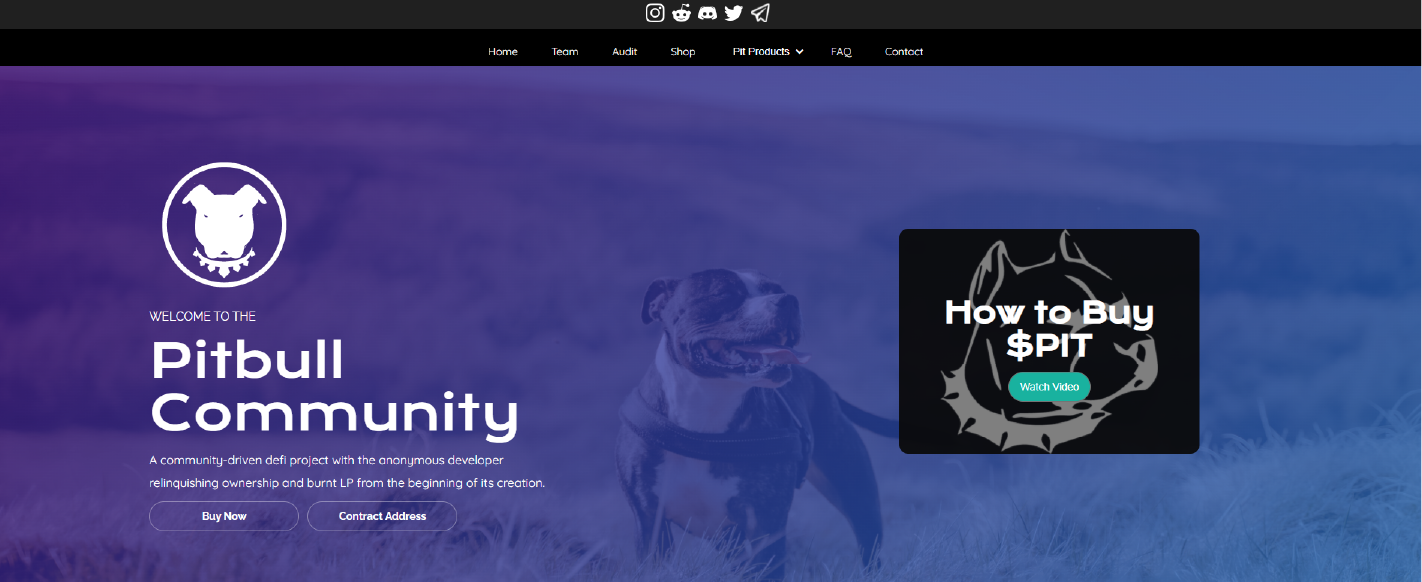 Home Team Audit Shop Pit Products FAQ Contact
WELCOME TO THE
Pitbull
Community
A community-driven defi project with the anonymous developer
relinquishing ownership and burnt LP from the beginning of its creation.
Buy Now Contract Address
How to Buy
$PIT
Watch Video